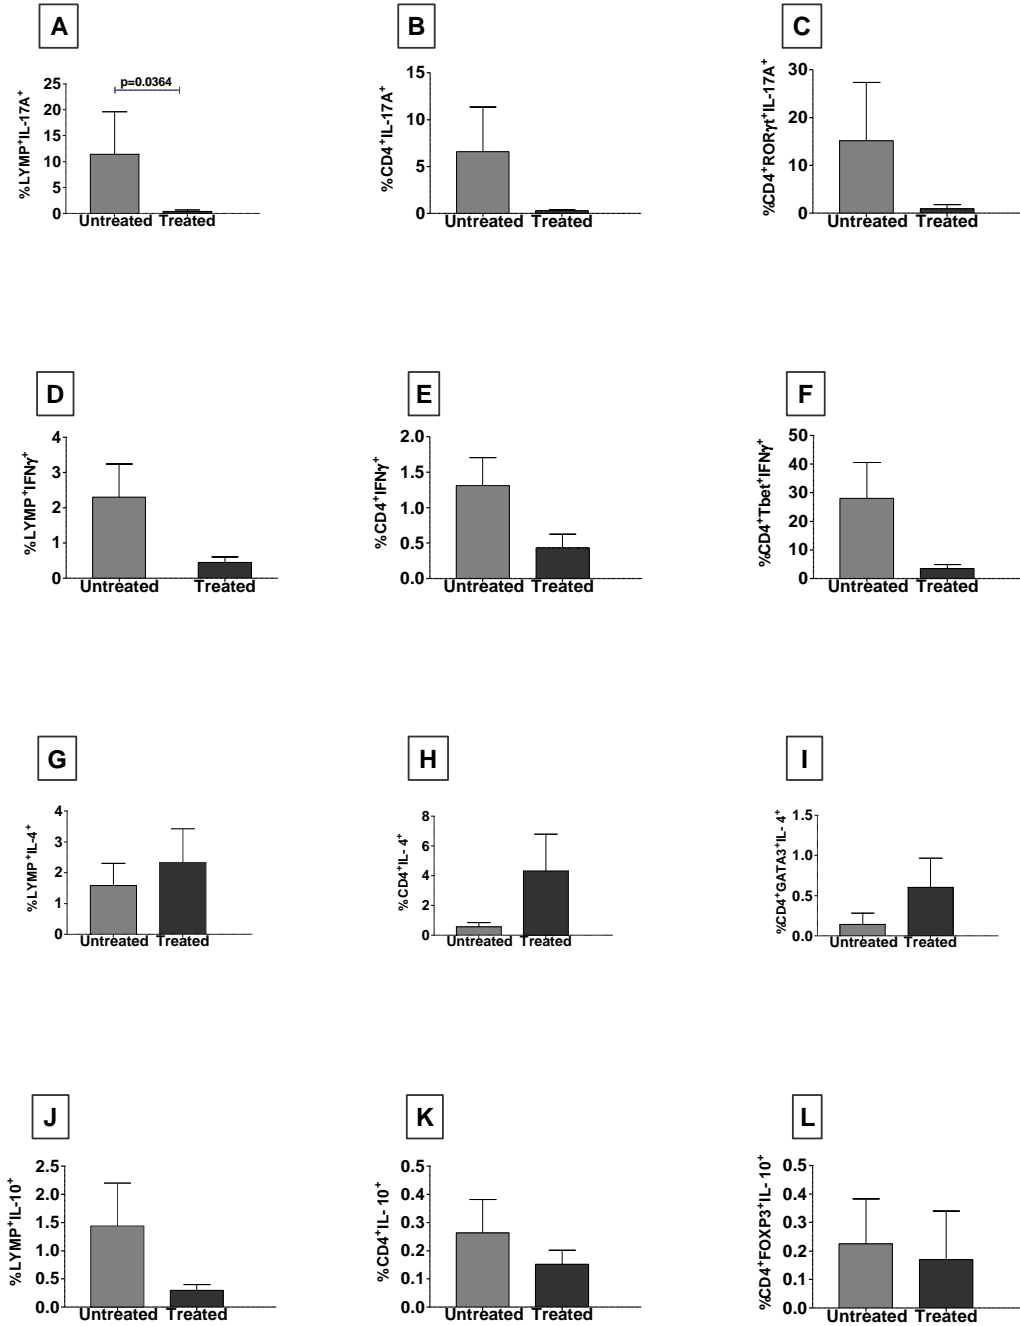 A
B
C
p=0.0364
%LYMP+IL-17A+
25
20
15
10
5
0
Untreated Treated
%CD4+IL-17A+
15
10
5
0
Untreated Treated
%CD4+RORγt+IL-17A+
30
20
10
0
Untreated Treated
D
E
F
%LYMP+IFNγ+
4
3
2
1
0
Untreated Treated
%CD4+IFNγ+
2.0
1.5
1.0
0.5
0.0
Untreated Treated
%CD4+Tbet+IFNγ+
50
40
30
20
10
0
Untreated Treated
G
H
I
%LYMP+IL-4+
4
3
2
1
0
Untreated Treated
%CD4+IL- 4+
8
6
4
2
0
Untreated Treated
%CD4+GATA3+IL- 4+
1.5
1.0
0.5
0.0
Untreated Treated
J
K
L
%LYMP+IL-10+
2.5
2.0
1.5
1.0
0.5
0.0
Untreated Treated
%CD4+IL- 10+
0.5
0.4
0.3
0.2
0.1
0.0
Untreated Treated
%CD4+FOXP3+IL- 10+
0.5
0.4
0.3
0.2
0.1
0.0
Untreated Treated